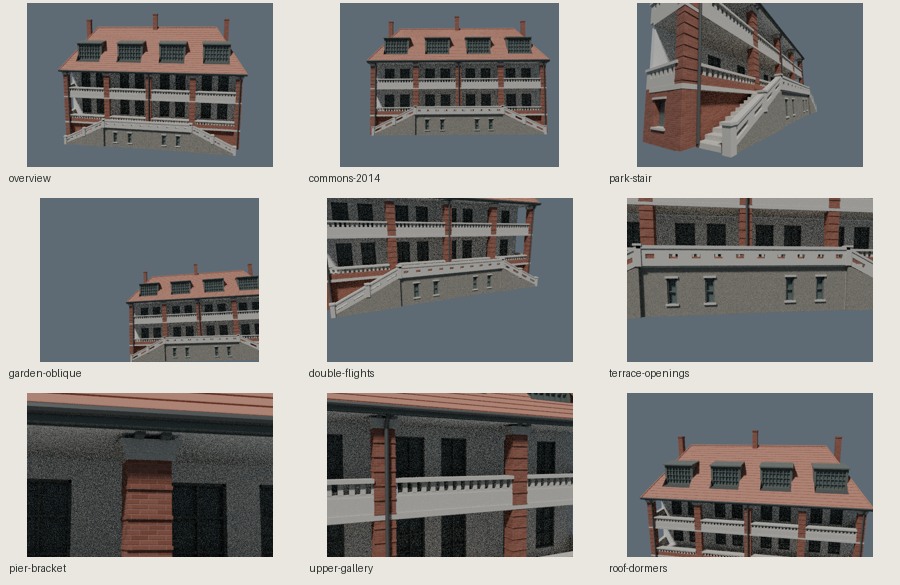 overview
commons-2014
park-stair
garden-oblique
double-flights
terrace-openings
pier-bracket
upper-gallery
roof-dormers